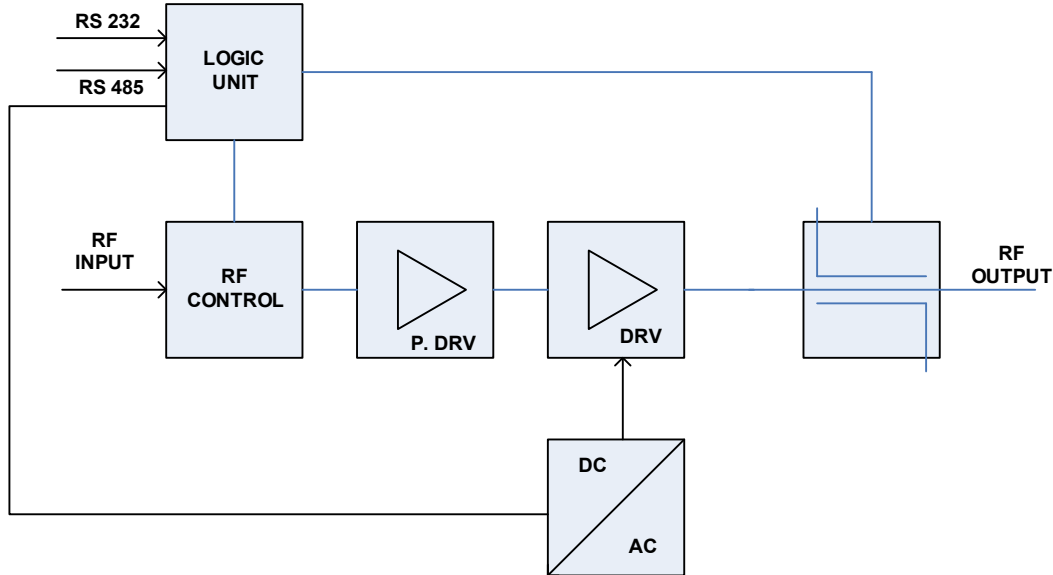 RS 232
LOGIC
UNIT
RS 485
RF
INPUT
RF
CONTROL
P. DRV
DRV
RF
OUTPUT
DC
AC